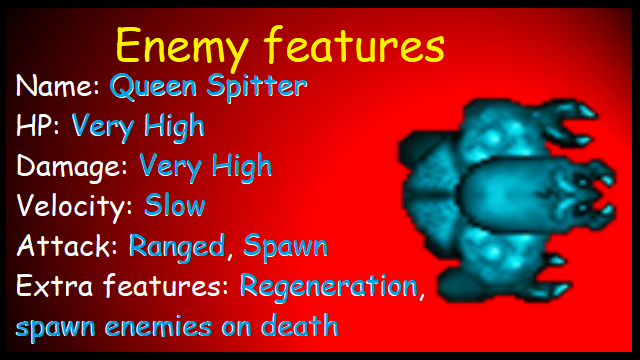 Enemy features
Name: Queen Spitter
HP: Very High
Damage: Very High
Velocity: Slow
Attack: Ranged, Spawn
Extra features: Regeneration,
spawn enemies on death